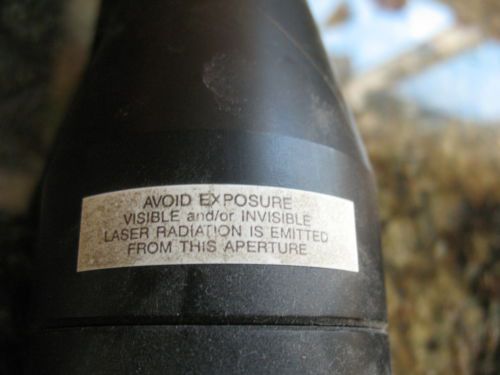 AVOID EXPOSURE
VISIBLE and/or INVISIBLE
LASER RADIATION IS EMITTED
FROM THIS APERTURE